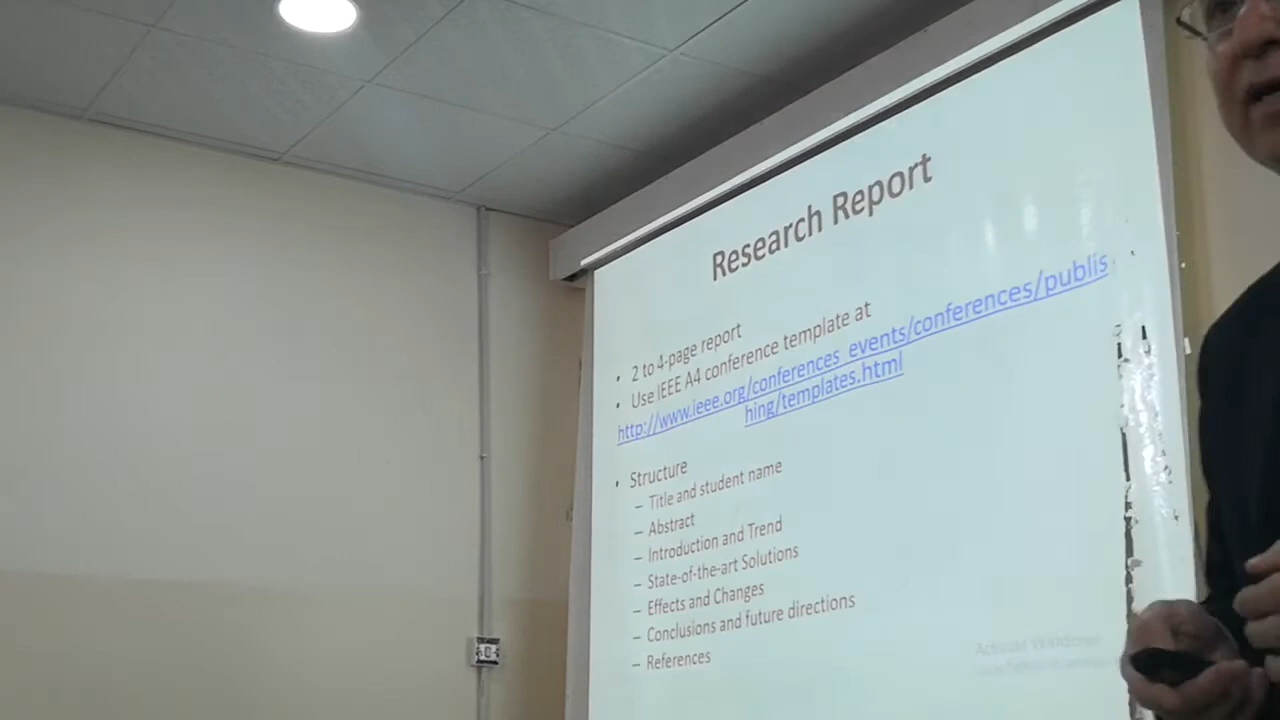 Research Report
• 2 to 4-page report
• Use IEEE A4 conference template at
http://www.ieee.org/conferences_events/conferences/publis
hing/templates.html
• Structure
– Title and student name
– Abstract
– Introduction and Trend
– State-of-the-art Solutions
– Effects and Changes
– Conclusions and future directions
– References
Activate Windows